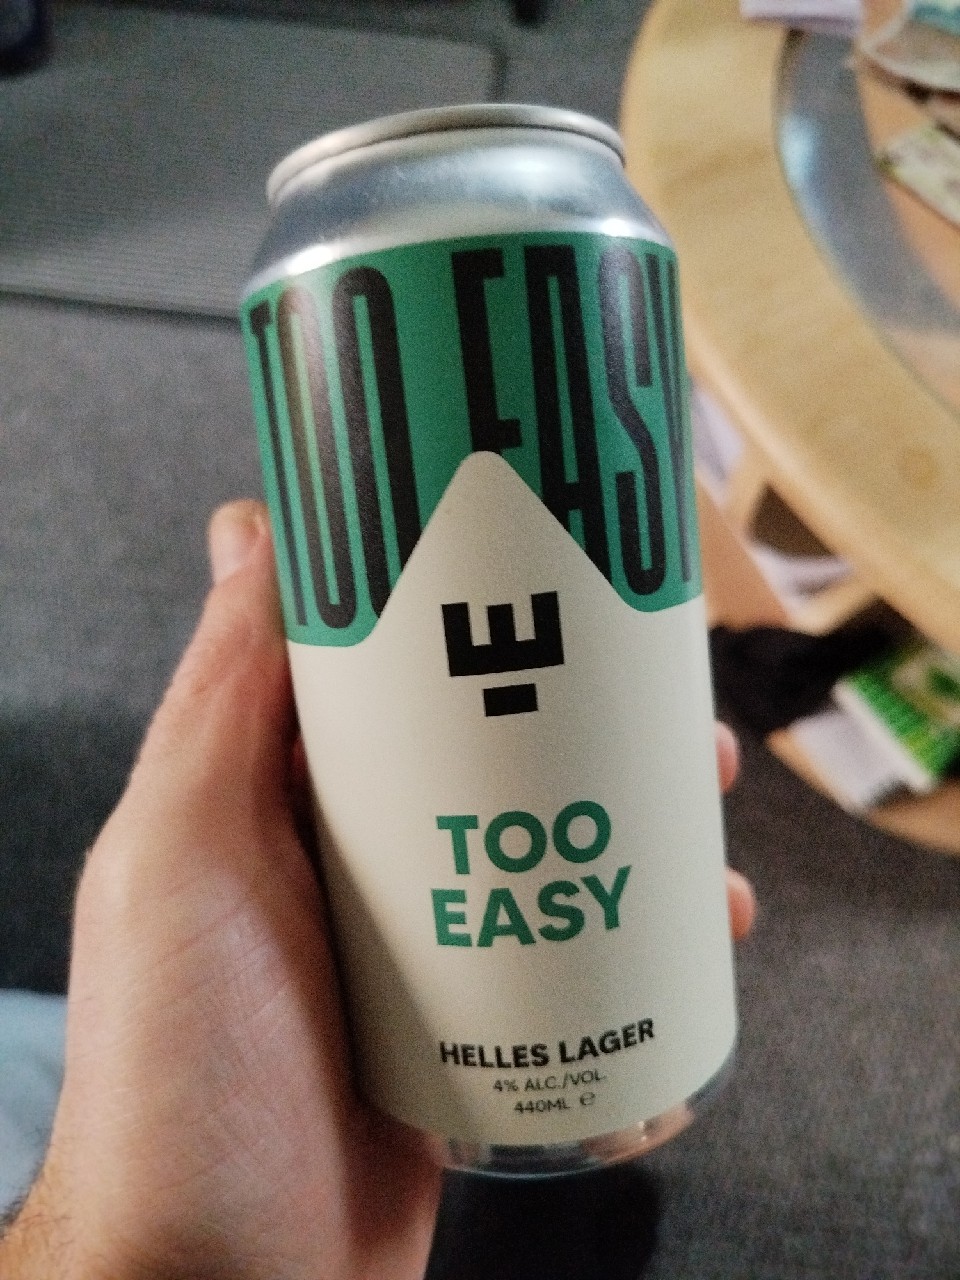 TOO EASY
TOO
EASY
HELLES LAGER
4% ALC./VOL.
440ML ℮